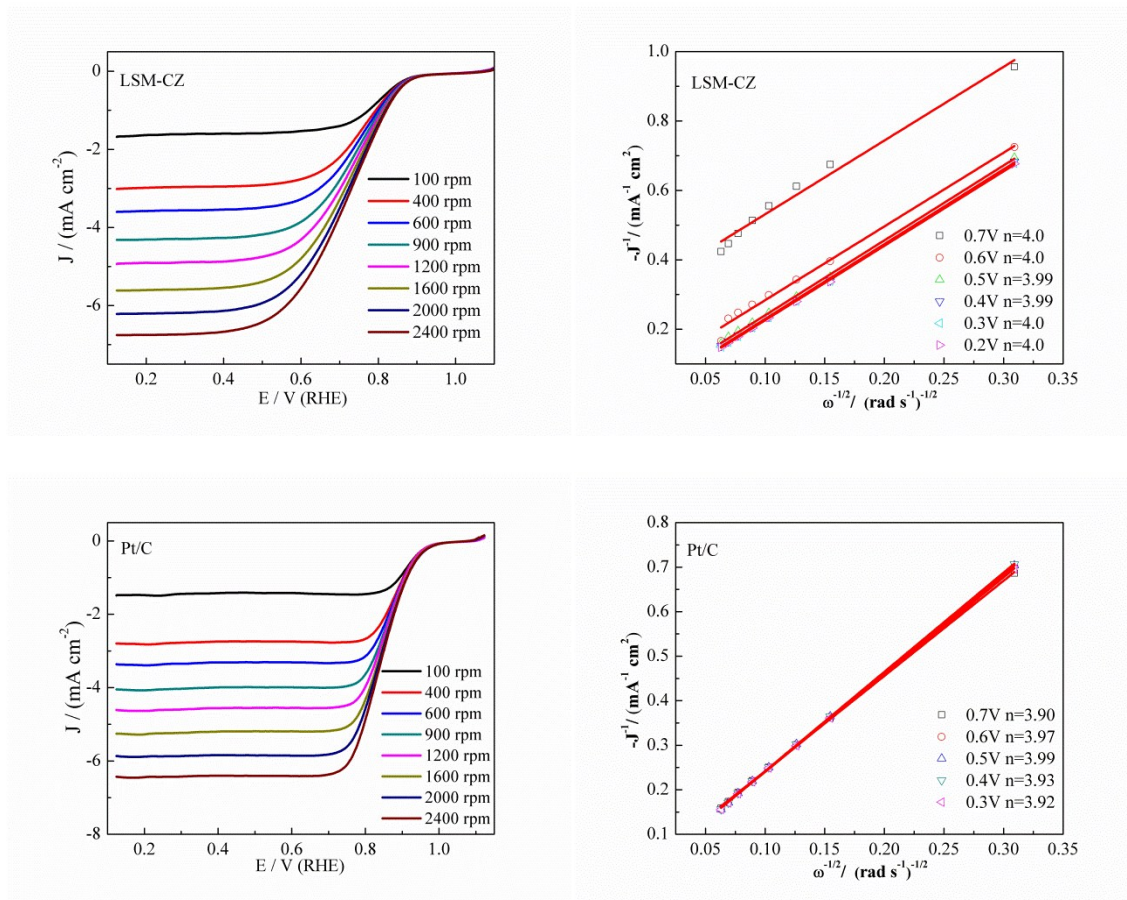 LSM-CZ
0
-2
-4
-6
J / (mA cm-2)
100 rpm
400 rpm
600 rpm
900 rpm
1200 rpm
1600 rpm
2000 rpm
2400 rpm
0.2 0.4 0.6 0.8 1.0
E / V (RHE)
LSM-CZ
1.0
0.8
0.6
0.4
0.2
-J-1/ (mA-1 cm2)
0.7V n=4.0
0.6V n=4.0
0.5V n=3.99
0.4V n=3.99
0.3V n=4.0
0.2V n=4.0
0.05 0.10 0.15 0.20 0.25 0.30 0.35
ω-1/2/ (rad s-1)-1/2
Pt/C
0
-2
-4
-6
-8
J / (mA cm-2)
100 rpm
400 rpm
600 rpm
900 rpm
1200 rpm
1600 rpm
2000 rpm
2400 rpm
0.2 0.4 0.6 0.8 1.0
E / V (RHE)
Pt/C
0.8
0.7
0.6
0.5
0.4
0.3
0.2
0.1
-J-1/ (mA-1 cm2)
0.7V n=3.90
0.6V n=3.97
0.5V n=3.99
0.4V n=3.93
0.3V n=3.92
0.05 0.10 0.15 0.20 0.25 0.30 0.35
ω-1/2/ (rad s-1)-1/2